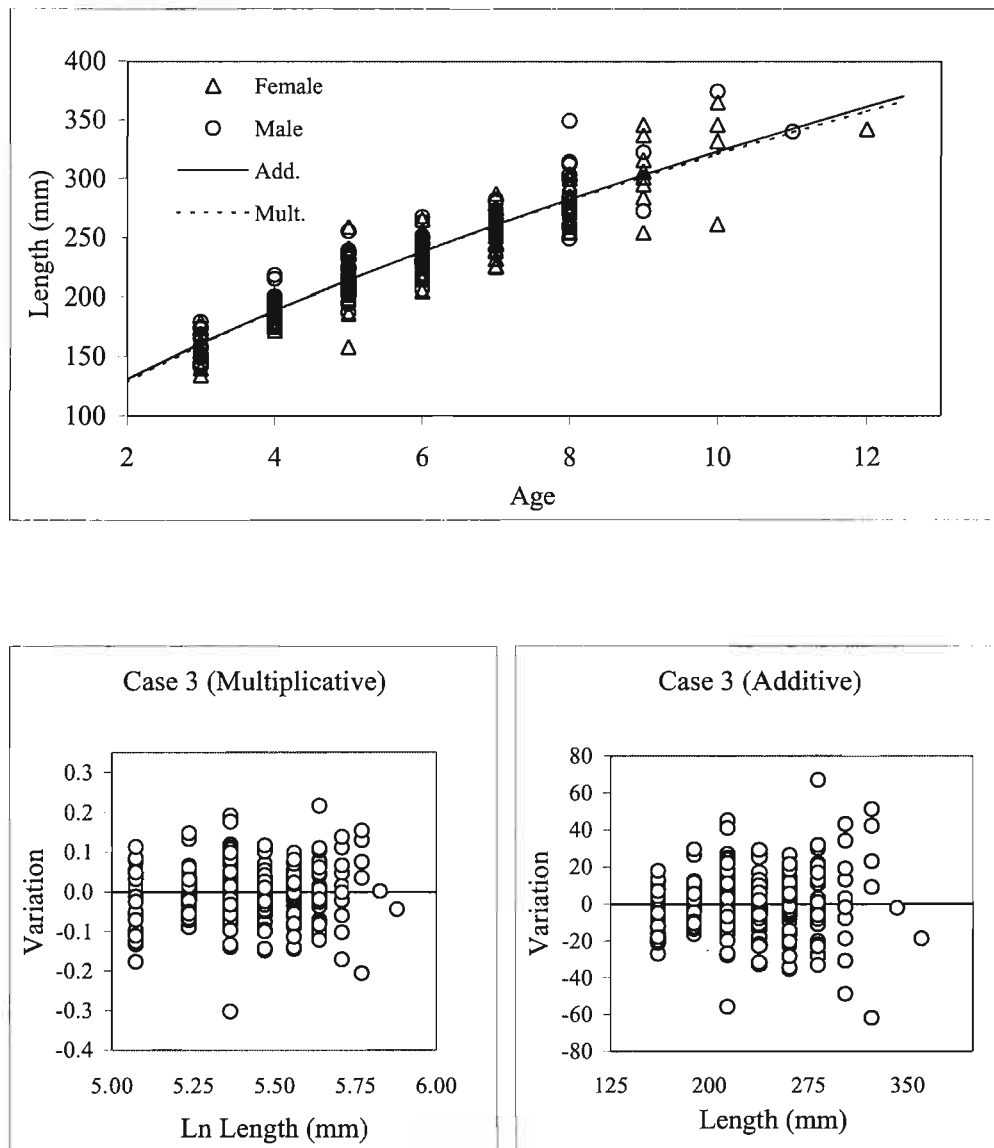 400
350
300
250
200
150
100
Length (mm)
Female
Male
Add.
Mult.
2 4 6 8 10 12
Age
Case 3 (Multiplicative)
0.3
0.2
0.1
0.0
-0.1
-0.2
-0.3
-0.4
Variation
5.00 5.25 5.50 5.75 6.00
Ln Length (mm)
Case 3 (Additive)
80
60
40
20
0
-20
-40
-60
-80
Variation
125 200 275 350
Length (mm)